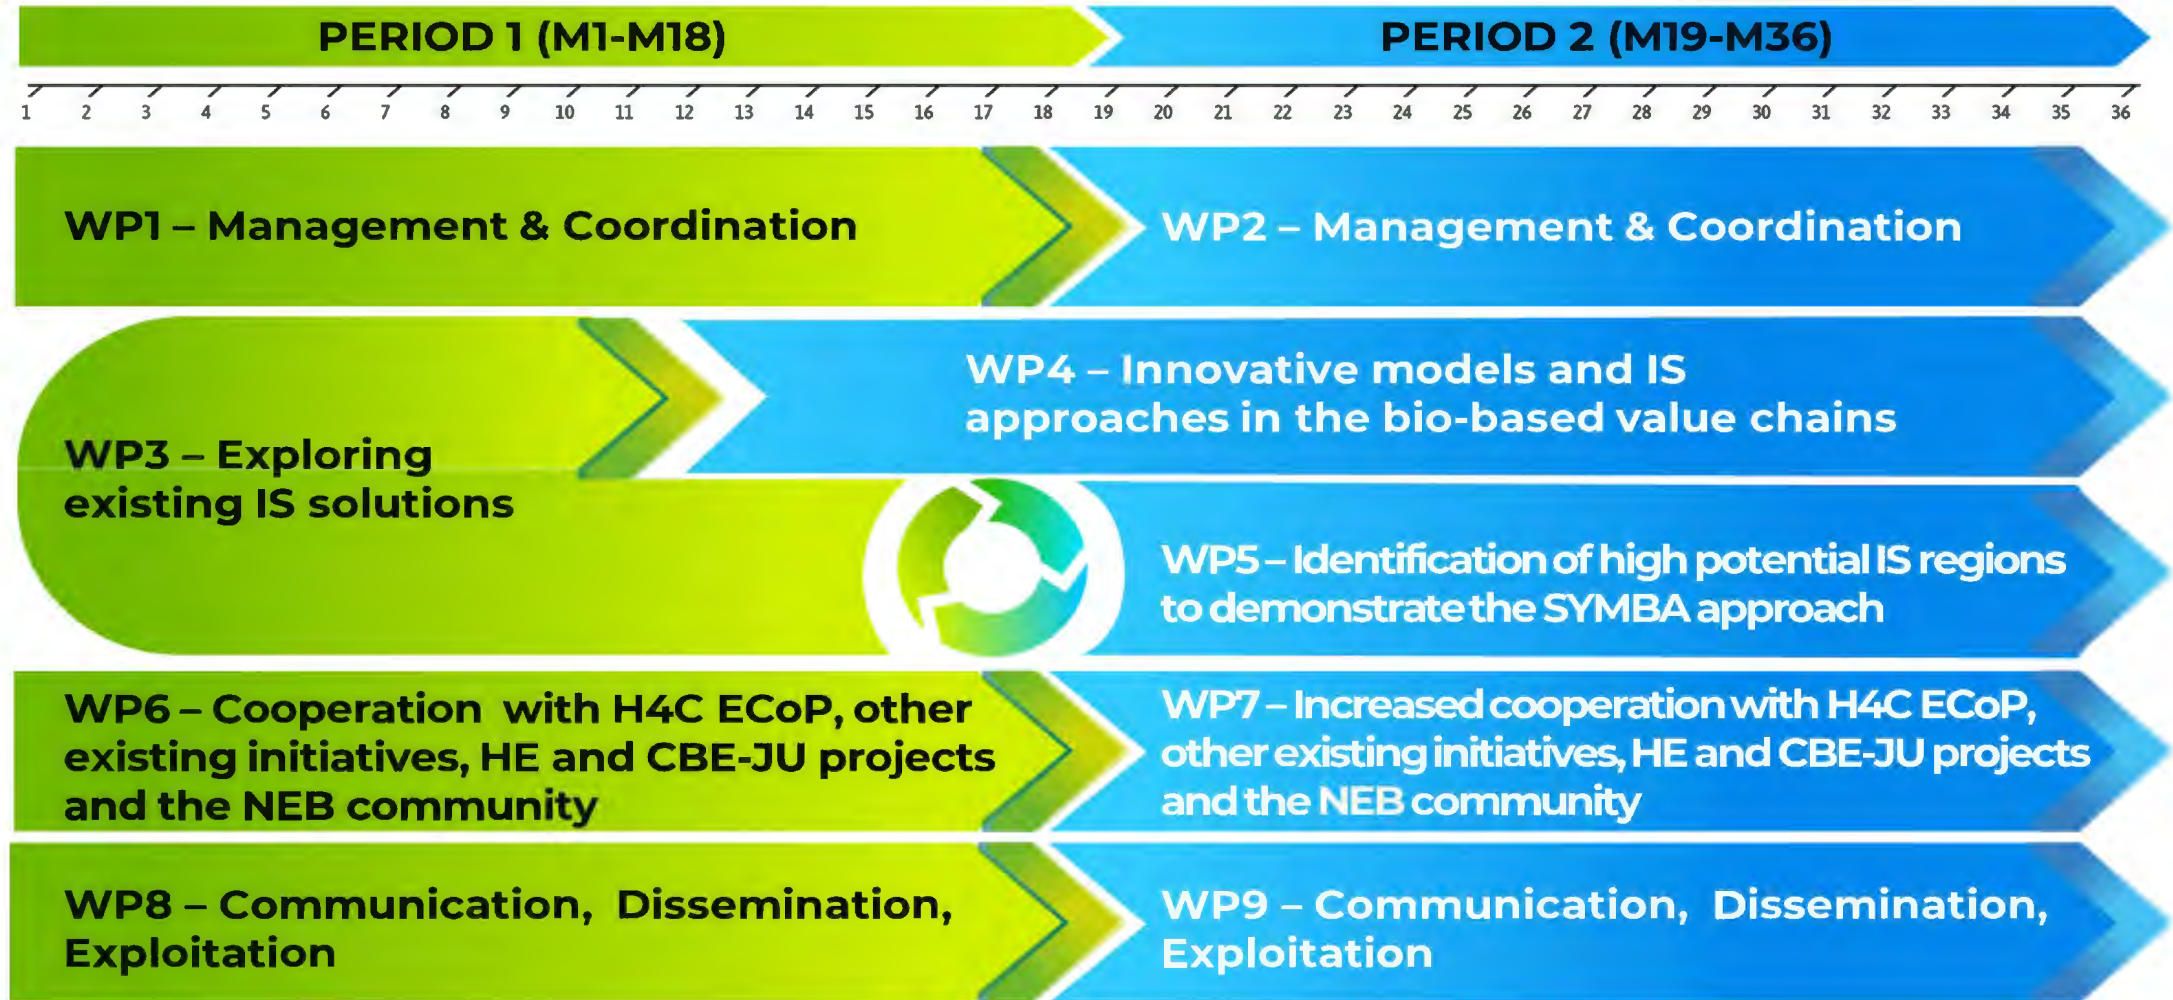 PERIOD 1 (M1-M18)
PERIOD 2 (M19-M36)
1 2 3 4 5 6 7 8 9 10 11 12 13 14 15 16 17 18 19 20 21 22 23 24 25 26 27 28 29 30 31 32 33 34 35 36
WP1 – Management & Coordination
WP2 – Management & Coordination
WP3 – Exploring
existing IS solutions
WP4 – Innovative models and IS
approaches in the bio-based value chains
WP5 – Identification of high potential IS regions
to demonstrate the SYMBA approach
WP6 – Cooperation with H4C ECoP, other
existing initiatives, HE and CBE-JU projects
and the NEB community
WP7 – Increased cooperation with H4C ECoP,
other existing initiatives, HE and CBE-JU projects
and the NEB community
WP8 – Communication, Dissemination,
Exploitation
WP9 – Communication, Dissemination,
Exploitation